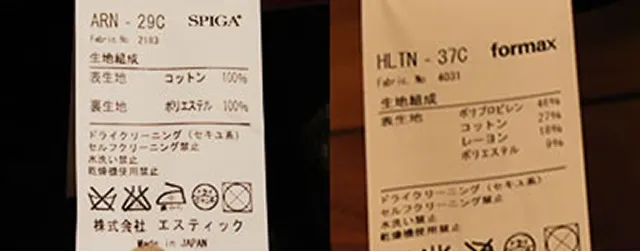 ARN - 29C SPIGA
Fabric.No 2183
生地組成
表生地 コットン 100%
裏生地 ポリエステル 100%
ドライクリーニング(セキユ系)
セルフクリーニング禁止
水洗い禁止
乾燥機使用禁止
株式会社 エスティック
Made in JAPAN
HLTN - 37C formax
Fabric. No 4031
生地組成
表生地 ポリプロピレン 46%
コットン 27%
レーヨン 18%
ポリエステル 9%
ドライクリーニング(セキユ系)
セルフクリーニング禁止
水洗い禁止
乾燥機使用禁止